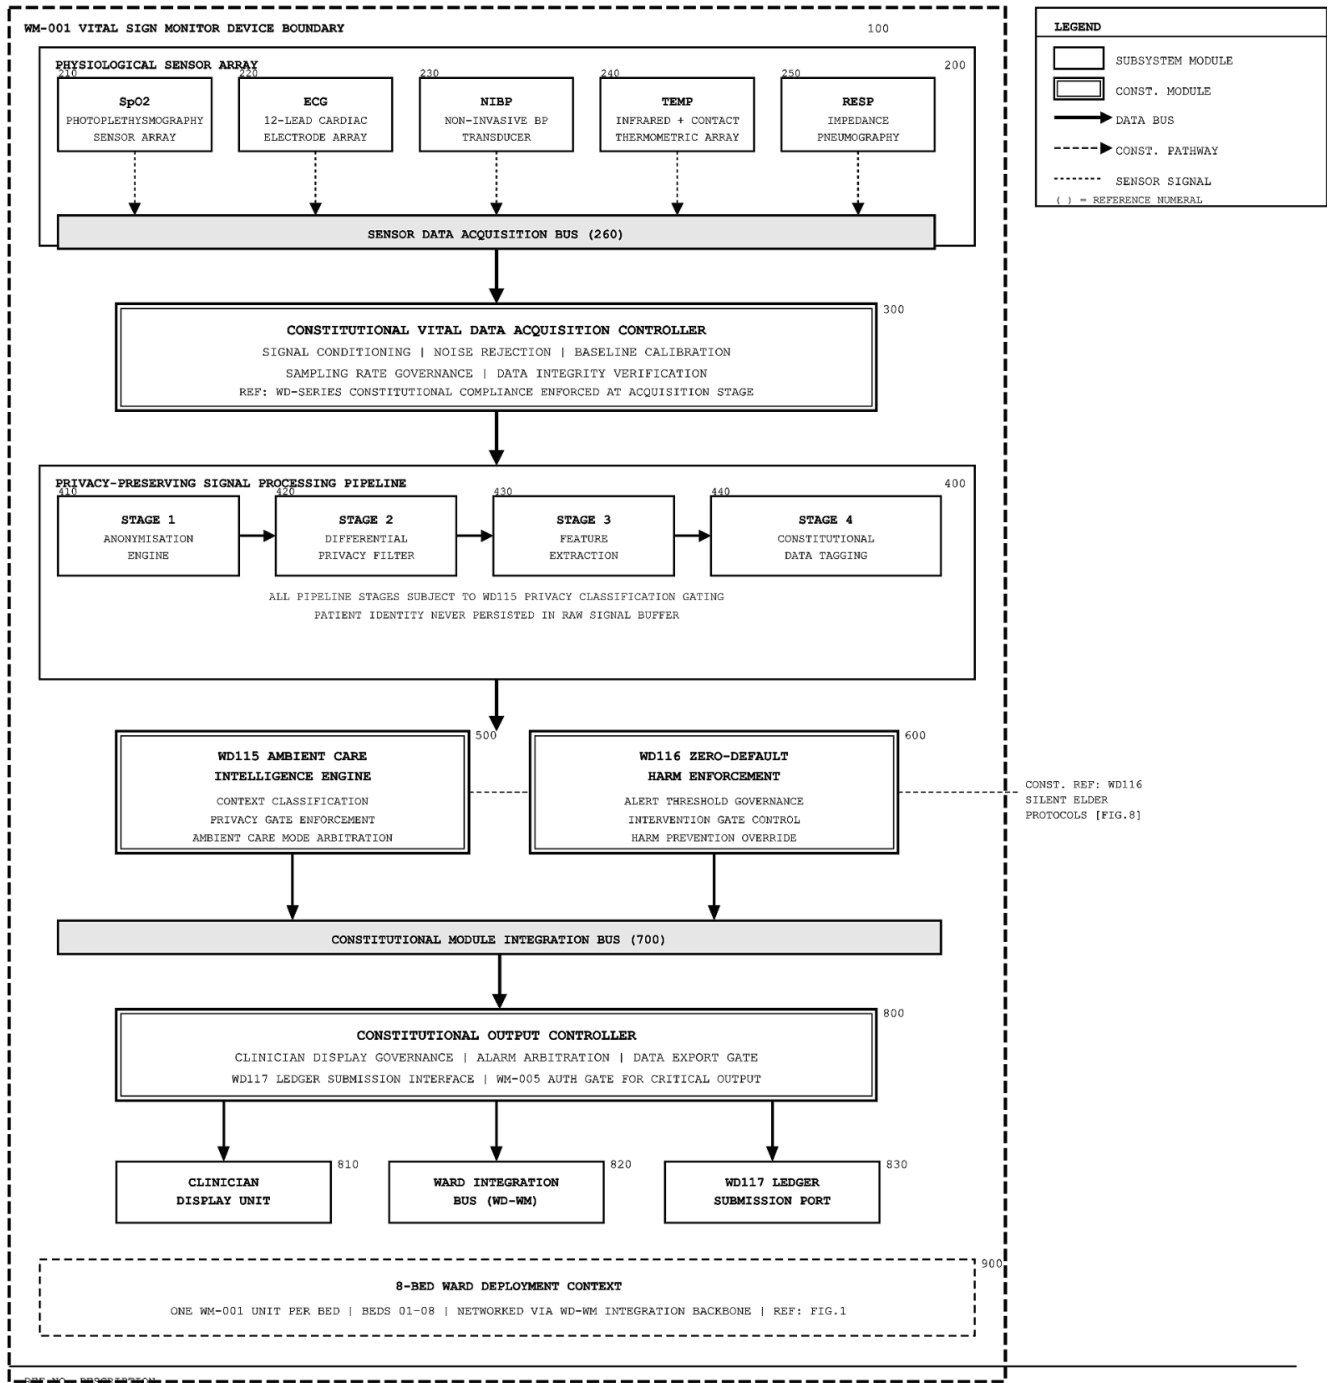 WM-001 VITAL SIGN MONITOR DEVICE BOUNDARY
100
PHYSIOLOGICAL SENSOR ARRAY
200
210
SpO2
PHOTOPLETHYSMOGRAPHY
SENSOR ARRAY
220
ECG
12-LEAD CARDIAC
ELECTRODE ARRAY
230
NIBP
NON-INVASIVE BP
TRANSDUCER
240
TEMP
INFRARED + CONTACT
THERMOMETRIC ARRAY
250
RESP
IMPEDANCE
PNEUMOGRAPHY
SENSOR DATA ACQUISITION BUS (260)
300
CONSTITUTIONAL VITAL DATA ACQUISITION CONTROLLER
SIGNAL CONDITIONING | NOISE REJECTION | BASELINE CALIBRATION
SAMPLING RATE GOVERNANCE | DATA INTEGRITY VERIFICATION
REF: WD-SERIES CONSTITUTIONAL COMPLIANCE ENFORCED AT ACQUISITION STAGE
PRIVACY-PRESERVING SIGNAL PROCESSING PIPELINE
400
410
STAGE 1
ANONYMISATION
ENGINE
420
STAGE 2
DIFFERENTIAL
PRIVACY FILTER
430
STAGE 3
FEATURE
EXTRACTION
440
STAGE 4
CONSTITUTIONAL
DATA TAGGING
ALL PIPELINE STAGES SUBJECT TO WD115 PRIVACY CLASSIFICATION GATING
PATIENT IDENTITY NEVER PERSISTED IN RAW SIGNAL BUFFER
500
WD115 AMBIENT CARE
INTELLIGENCE ENGINE
CONTEXT CLASSIFICATION
PRIVACY GATE ENFORCEMENT
AMBIENT CARE MODE ARBITRATION
600
WD116 ZERO-DEFAULT
HARM ENFORCEMENT
ALERT THRESHOLD GOVERNANCE
INTERVENTION GATE CONTROL
HARM PREVENTION OVERRIDE
CONST. REF: WD116
SILENT ELDER
PROTOCOLS [FIG.8]
CONSTITUTIONAL MODULE INTEGRATION BUS (700)
800
CONSTITUTIONAL OUTPUT CONTROLLER
CLINICIAN DISPLAY GOVERNANCE | ALARM ARBITRATION | DATA EXPORT GATE
WD117 LEDGER SUBMISSION INTERFACE | WM-005 AUTH GATE FOR CRITICAL OUTPUT
810
CLINICIAN
DISPLAY UNIT
820
WARD INTEGRATION
BUS (WD-WM)
830
WD117 LEDGER
SUBMISSION PORT
900
8-BED WARD DEPLOYMENT CONTEXT
ONE WM-001 UNIT PER BED | BEDS 01-08 | NETWORKED VIA WD-WM INTEGRATION BACKBONE | REF: FIG.1
LEGEND
SUBSYSTEM MODULE
CONST. MODULE
DATA BUS
CONST. PATHWAY
SENSOR SIGNAL
( ) = REFERENCE NUMERAL